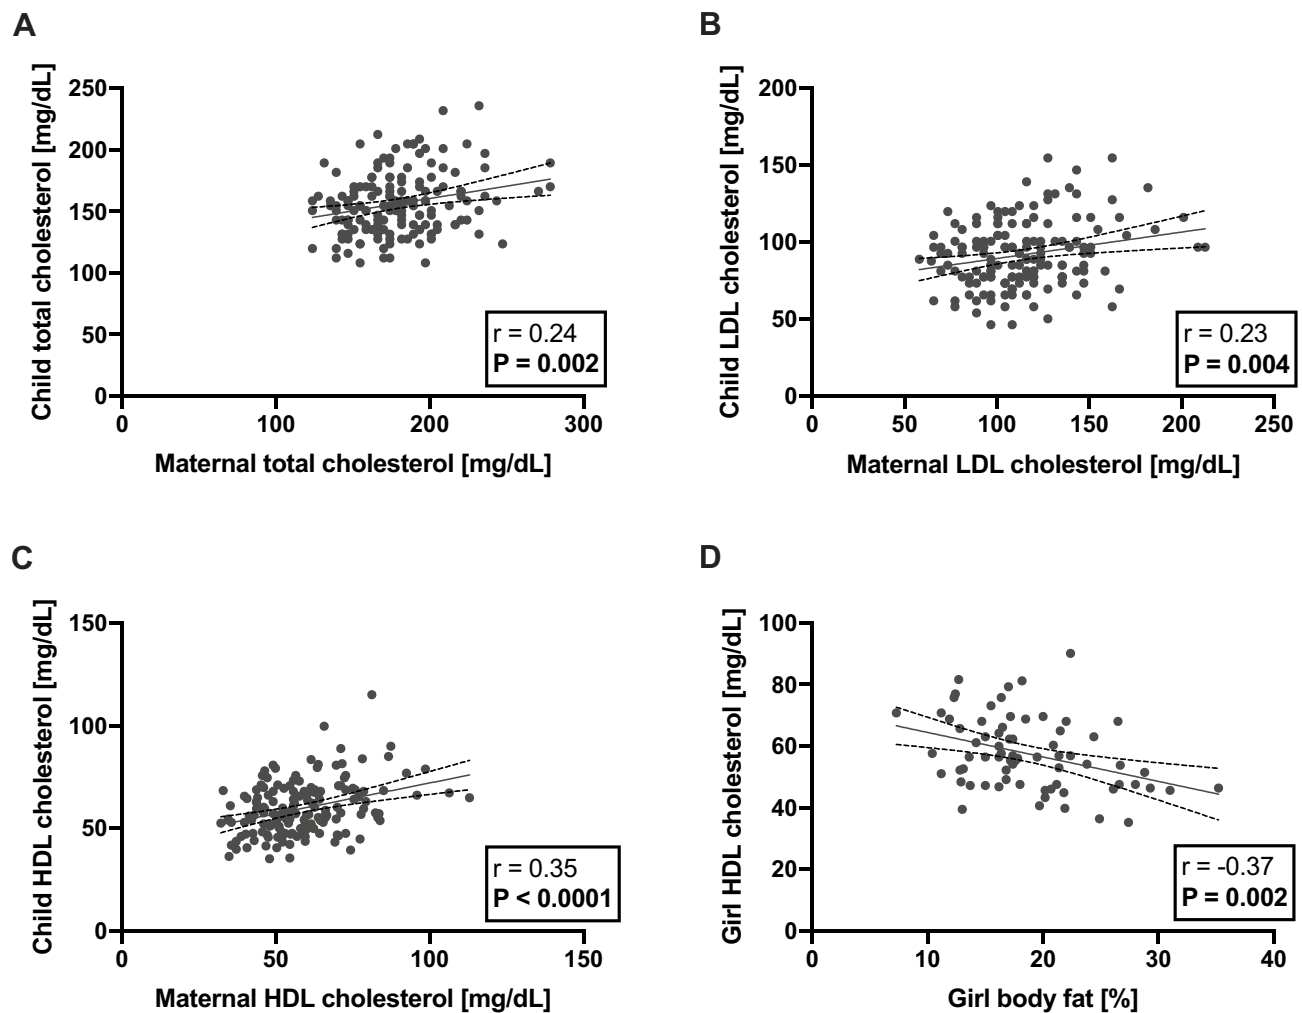 A
Child total cholesterol [mg/dL]
250
200
150
100
50
0
0 100 200 300
Maternal total cholesterol [mg/dL]
r = 0.24
P = 0.002
B
Child LDL cholesterol [mg/dL]
200
150
100
50
0
0 50 100 150 200 250
Maternal LDL cholesterol [mg/dL]
r = 0.23
P = 0.004
C
Child HDL cholesterol [mg/dL]
150
100
50
0
0 50 100 150
Maternal HDL cholesterol [mg/dL]
r = 0.35
P < 0.0001
D
Girl HDL cholesterol [mg/dL]
100
80
60
40
20
0
0 10 20 30 40
Girl body fat [%]
r = -0.37
P = 0.002